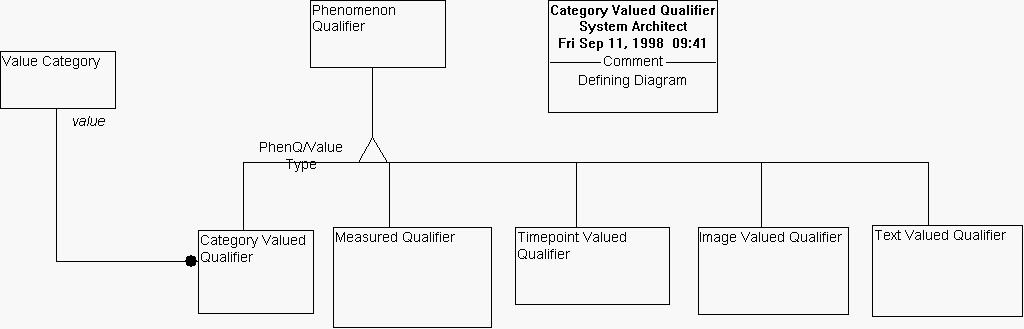 Phenomenon
Qualifier
Category Valued Qualifier
System Architect
Fri Sep 11, 1998  09:41
Comment
Defining Diagram
Value Category
value
PhenQ/Value
Type
Category Valued
Qualifier
Measured Qualifier
Timepoint Valued
Qualifier
Image Valued Qualifier
Text Valued Qualifier